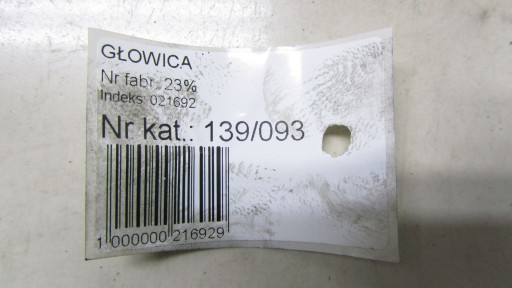 GŁOWICA
Nr fabr. 23%
Indeks: 021692
Nr kat.: 139/093
1 000000 216929